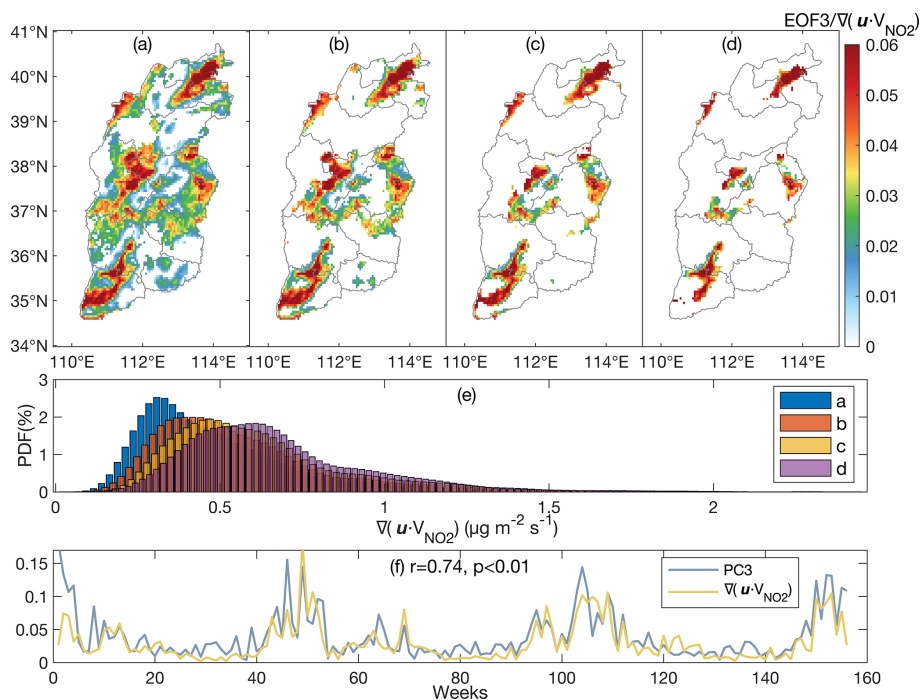 EOF3/∇(u·V_NO2)
41°N
40°N
39°N
38°N
37°N
36°N
35°N
34°N
(a)
(b)
(c)
(d)
0.06
0.05
0.04
0.03
0.02
0.01
0
110°E 112°E 114°E 110°E 112°E 114°E 110°E 112°E 114°E 110°E 112°E 114°E
(e)
PDF(%)
3
2
1
0
a
b
c
d
0 0.5 1 1.5 2
∇(u·V_NO2) (μg m⁻² s⁻¹)
(f) r=0.74, p<0.01
0.15
0.1
0.05
0
PC3
∇(u·V_NO2)
0 20 40 60 80 100 120 140 160
Weeks